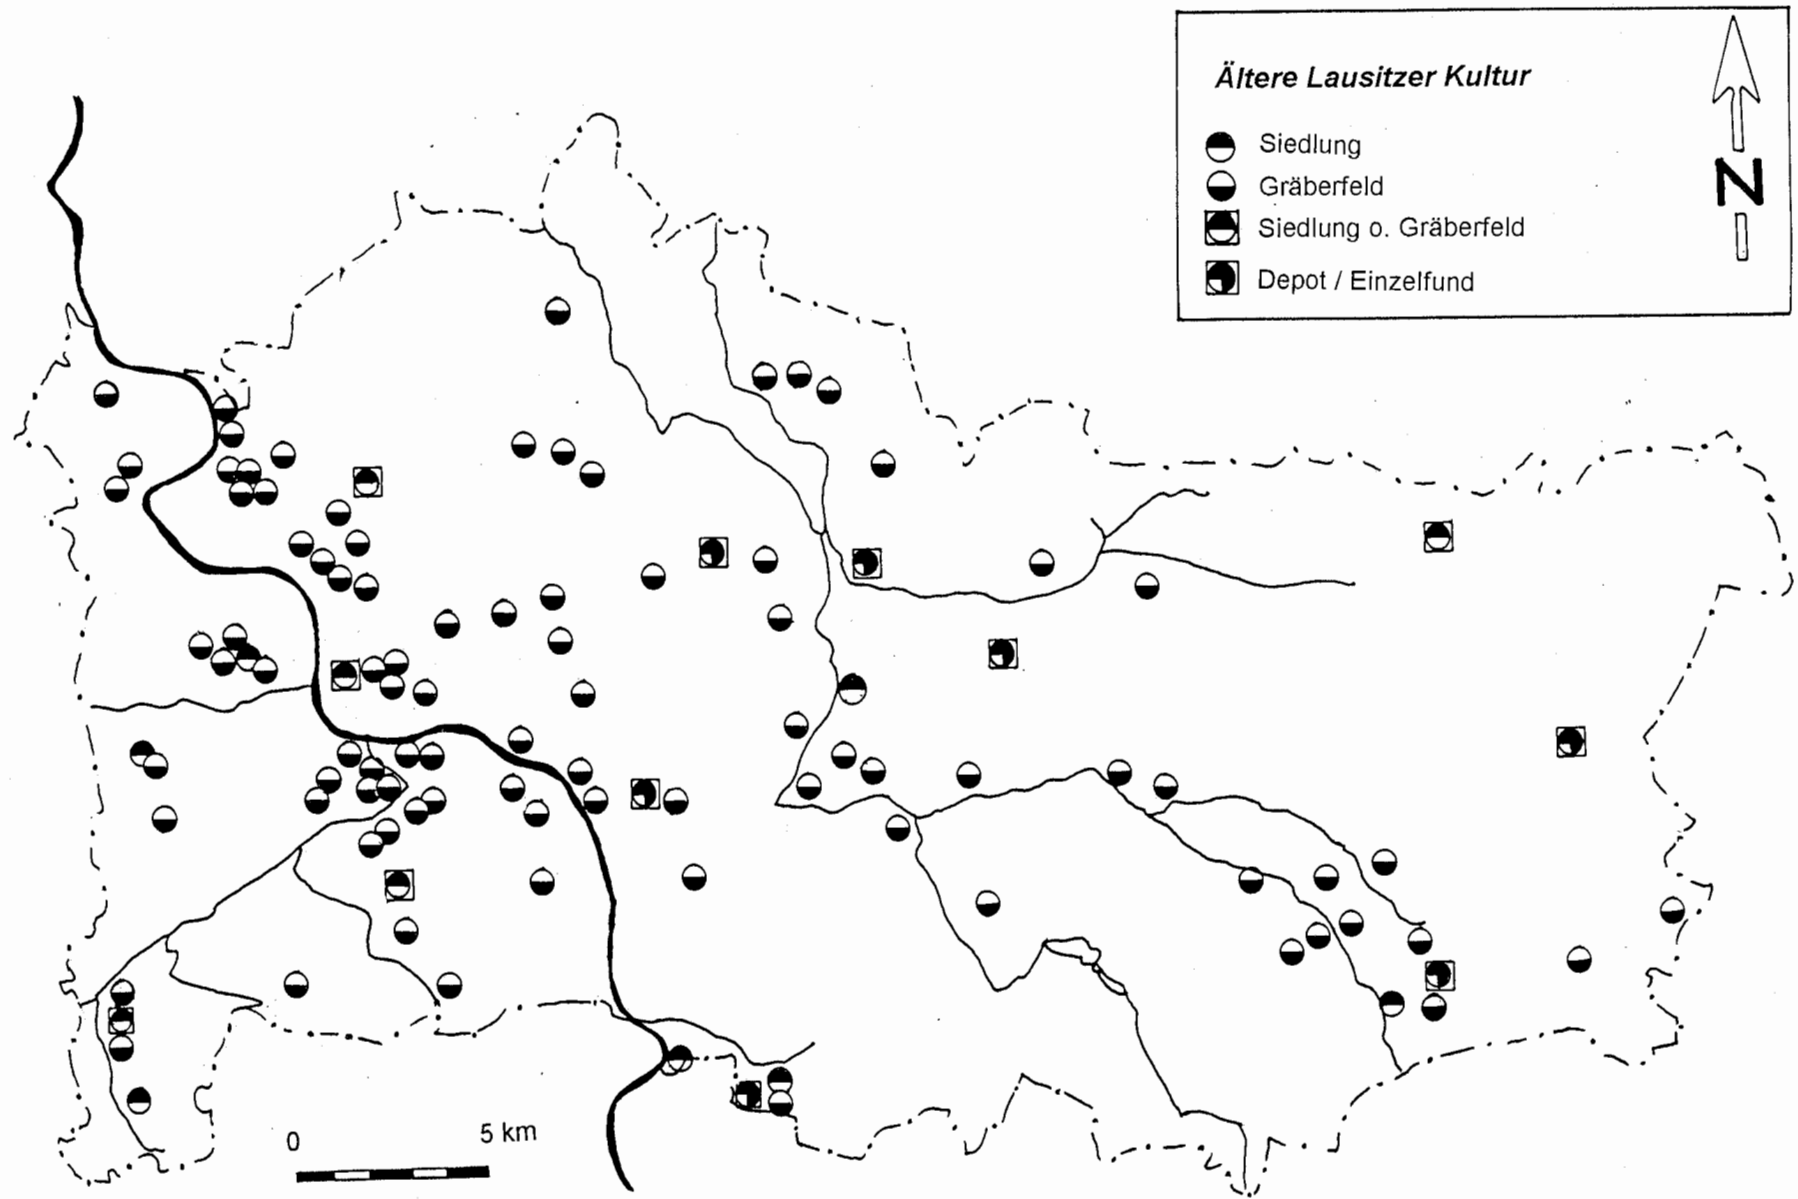 Ältere Lausitzer Kultur
Siedlung
Gräberfeld
Siedlung o. Gräberfeld
Depot / Einzelfund
N
0 5 km